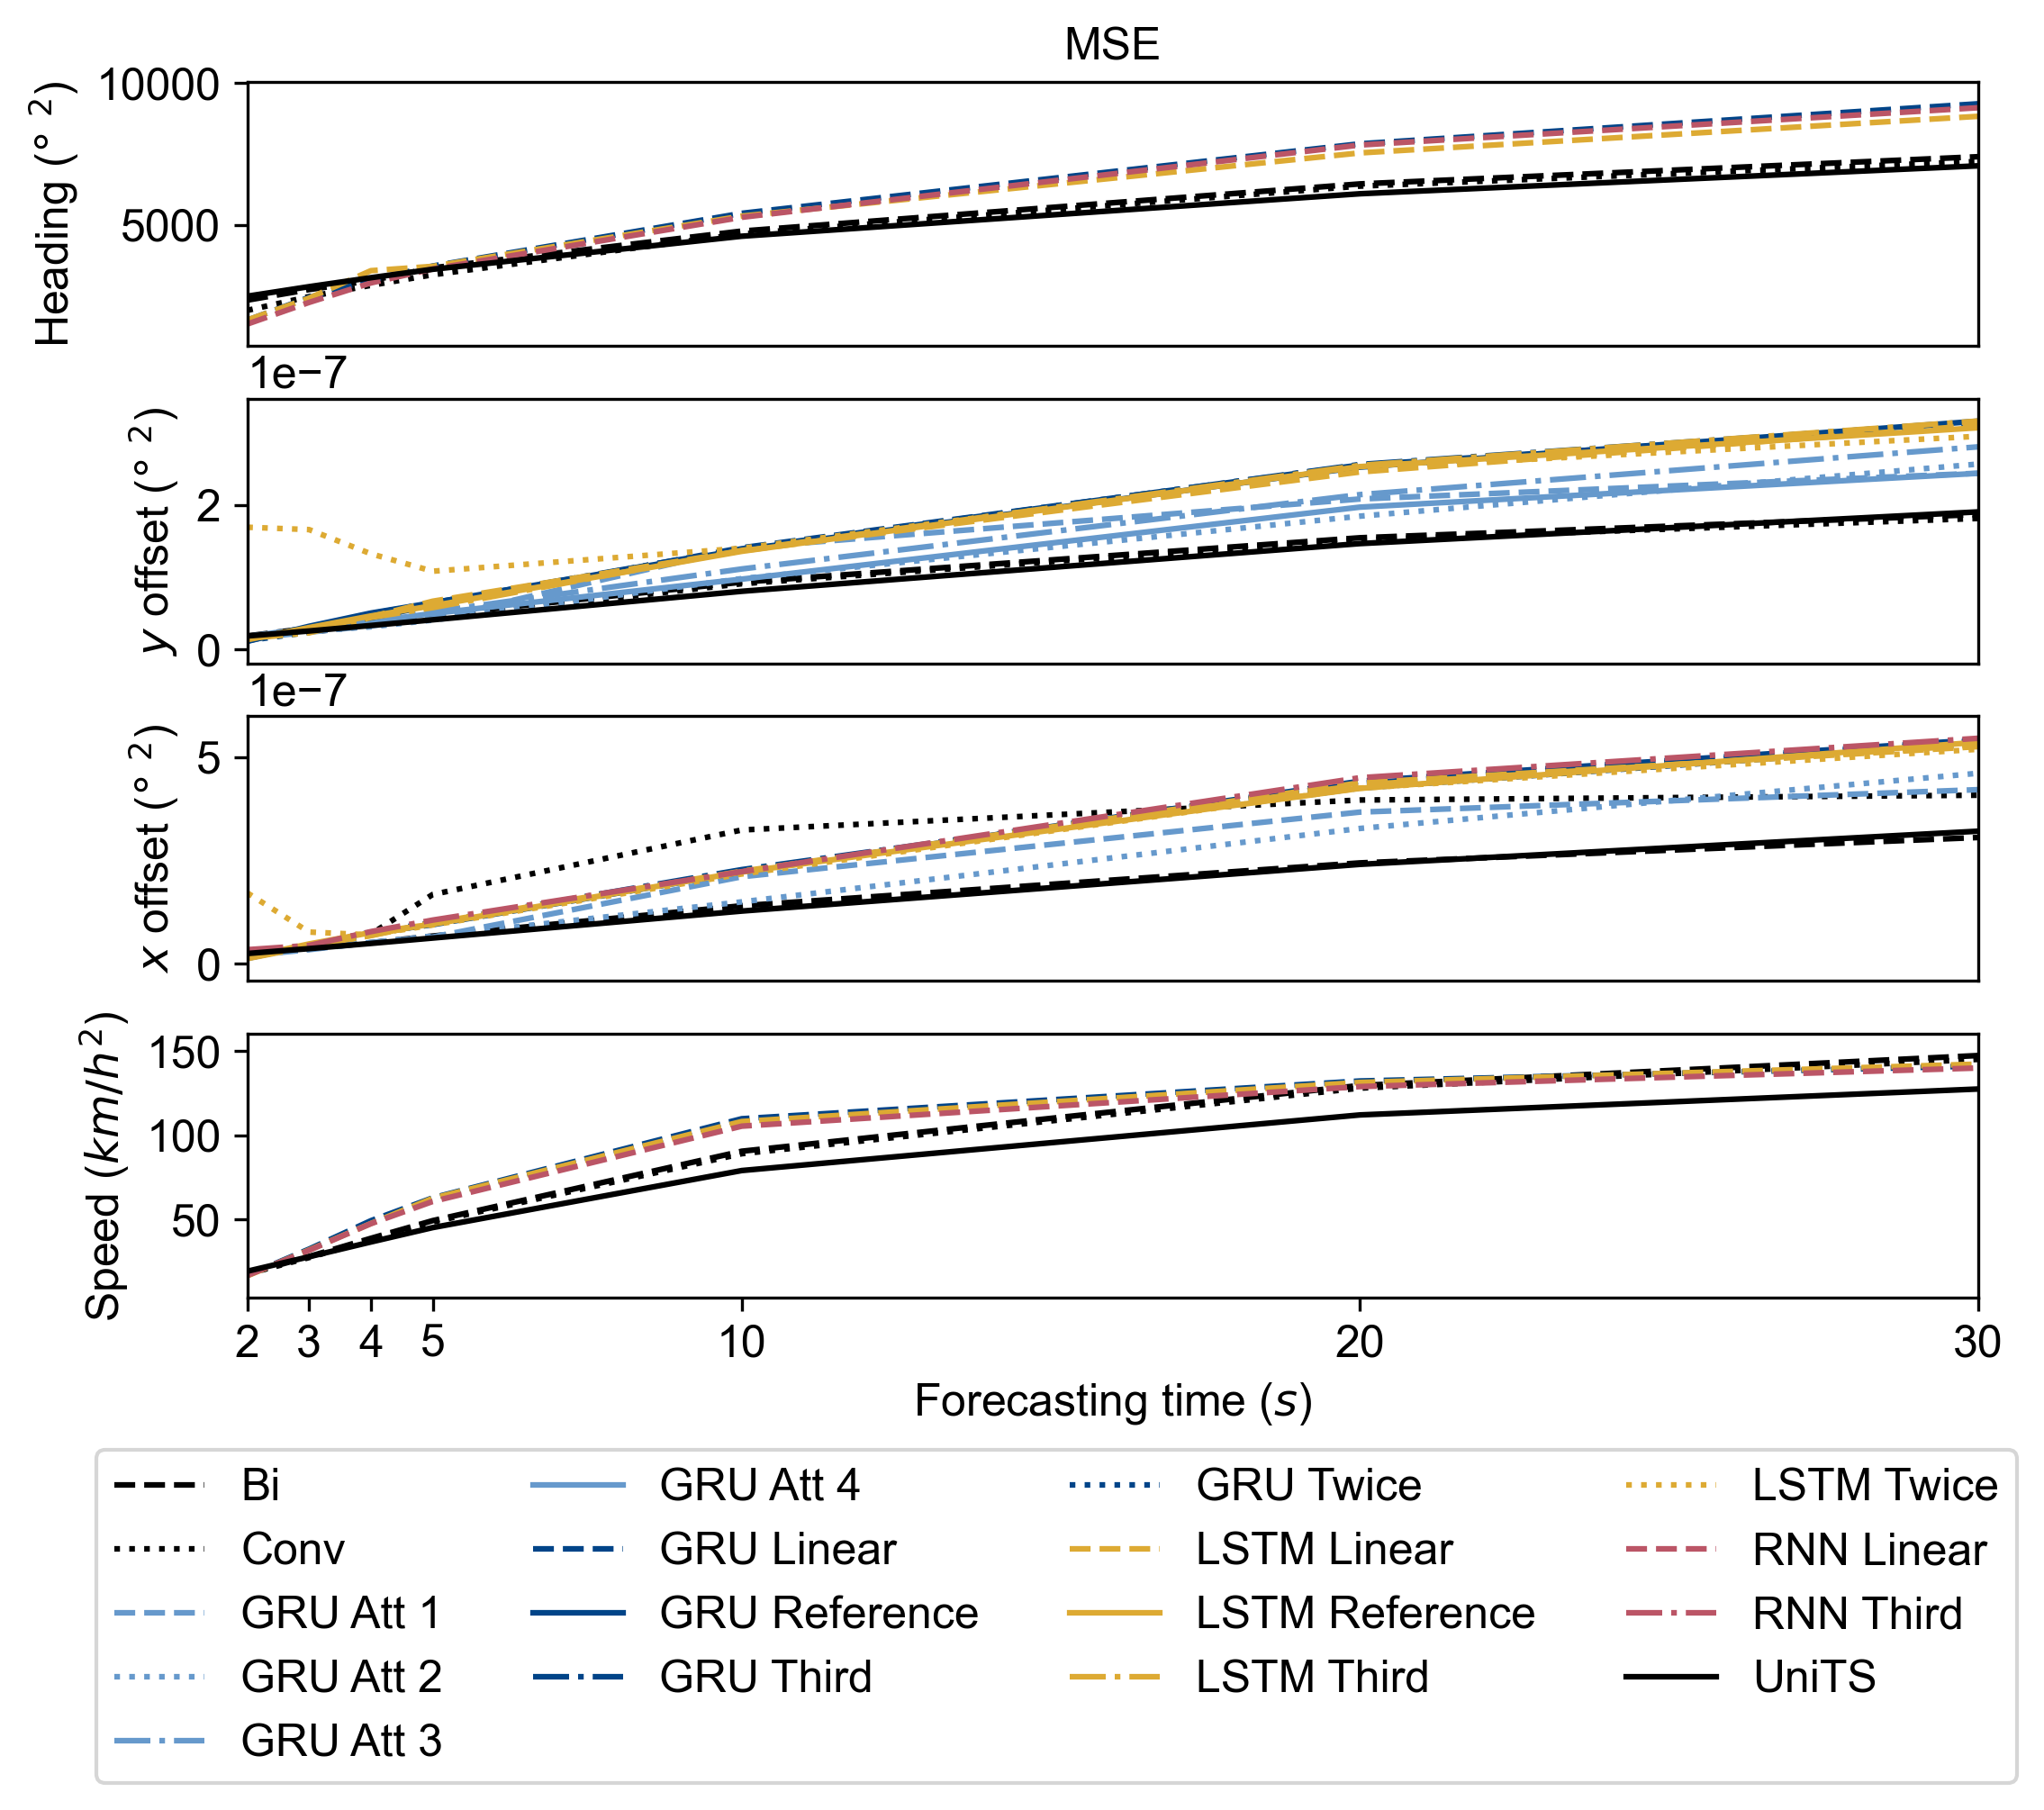 MSE
Heading (° ²)
10000
5000
1e−7
y offset (° ²)
2
0
1e−7
x offset (° ²)
5
0
Speed (km/h²)
150
100
50
2 3 4 5 10 20 30
Forecasting time (s)
Bi
Conv
GRU Att 1
GRU Att 2
GRU Att 3
GRU Att 4
GRU Linear
GRU Reference
GRU Third
GRU Twice
LSTM Linear
LSTM Reference
LSTM Third
LSTM Twice
RNN Linear
RNN Third
UniTS